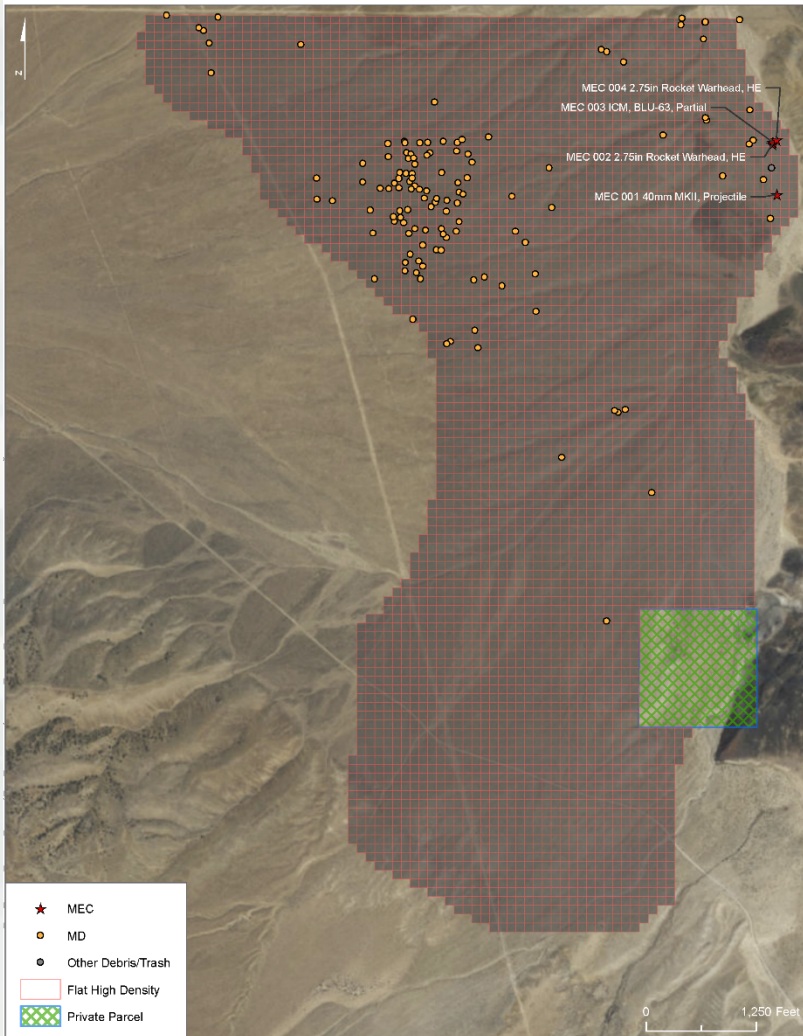 N
MEC 004 2.75in Rocket Warhead, HE
MEC 003 ICM, BLU-63, Partial
MEC 002 2.75in Rocket Warhead, HE
MEC 001 40mm MKII, Projectile
MEC
MD
Other Debris/Trash
Flat High Density
Private Parcel
0 1,250 Feet